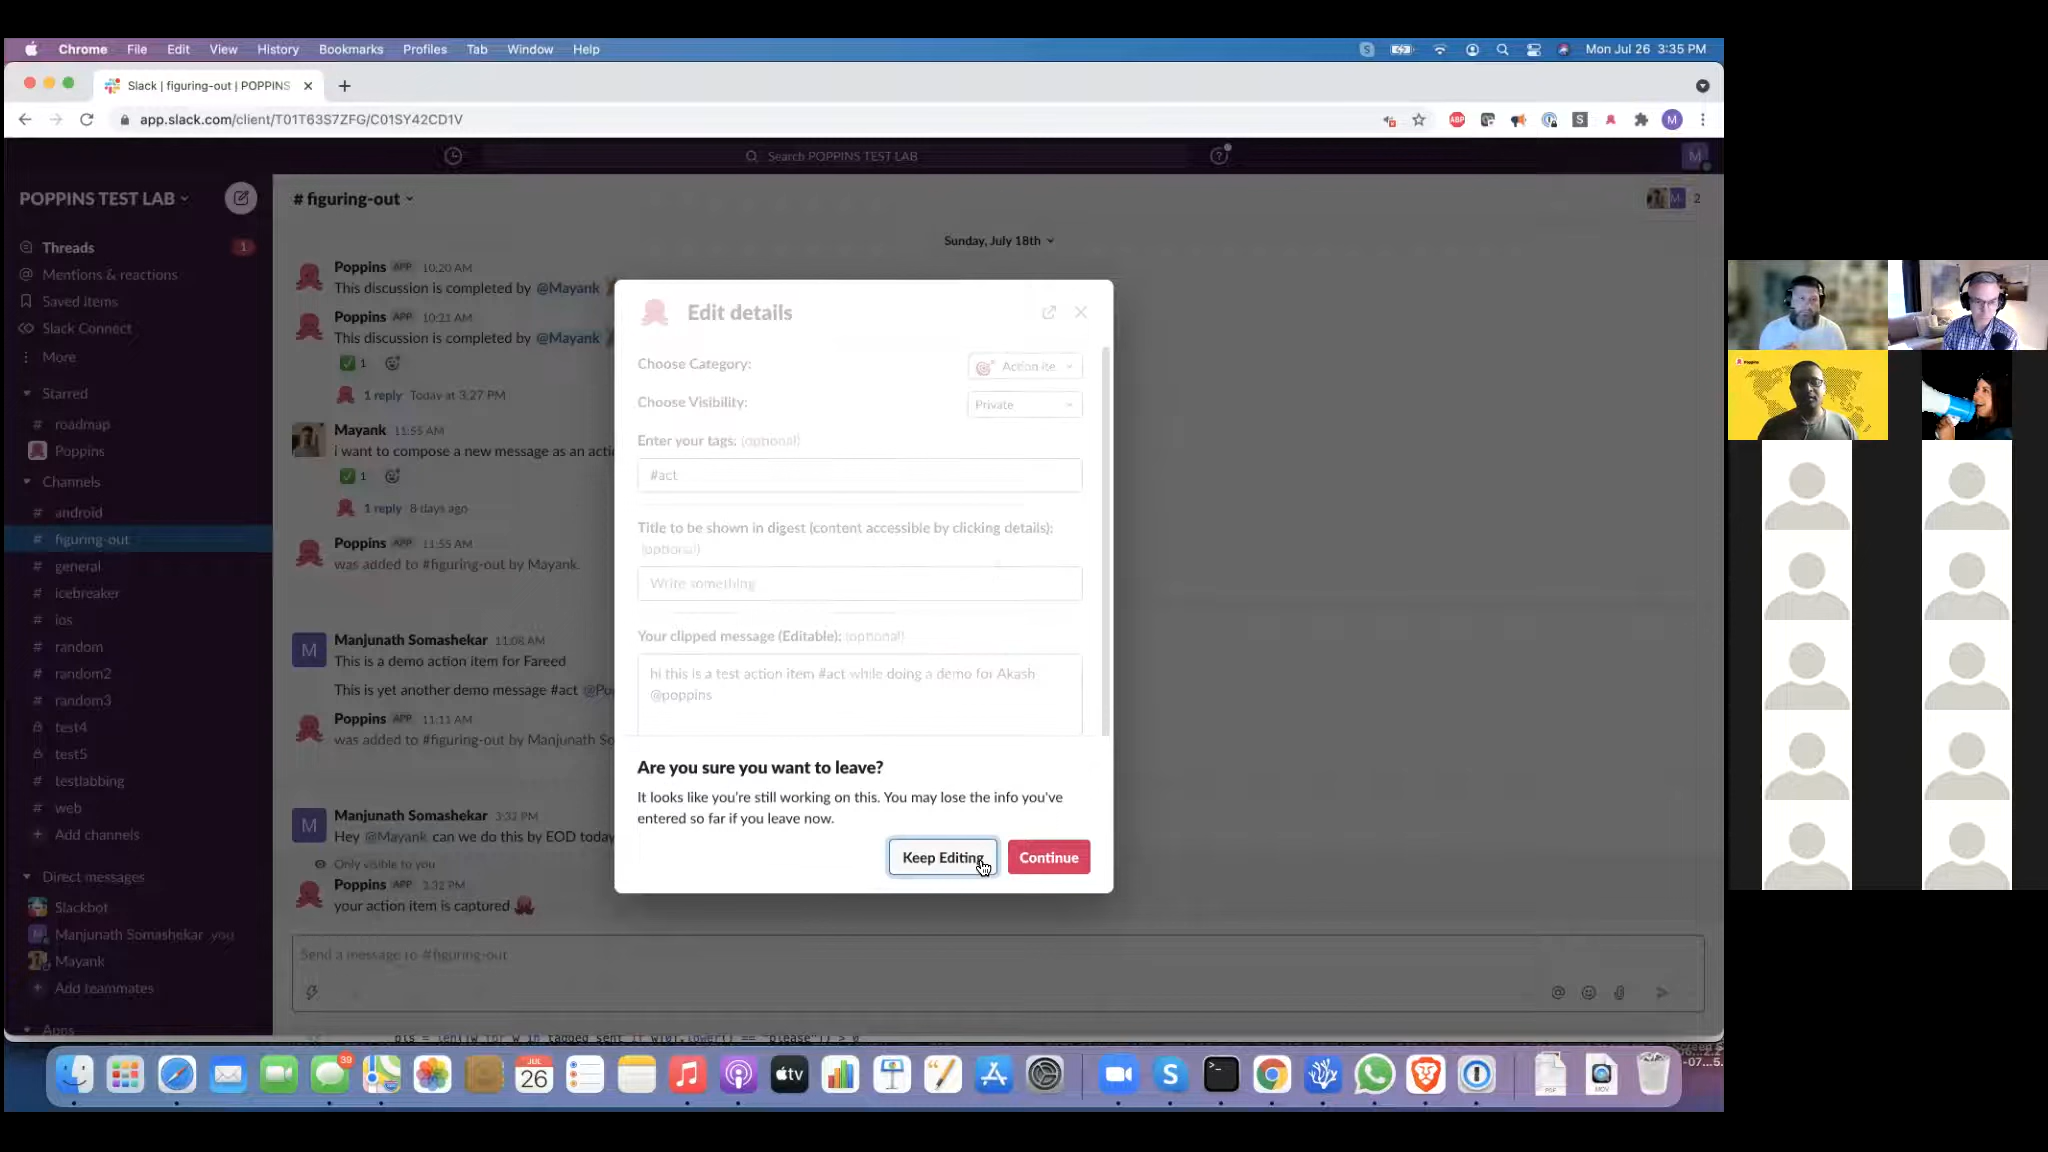 Chrome File Edit View History Bookmarks Profiles Tab Window Help
Mon Jul 26 3:35 PM
Slack | figuring-out | POPPINS
app.slack.com/client/T01T63S7ZFG/C01SY42CD1V
ABP
S
M
Search POPPINS TEST LAB
M
POPPINS TEST LAB
Threads 1
Mentions & reactions
Saved items
Slack Connect
More
Starred
# roadmap
Poppins
Channels
# android
# figuring-out
# general
# icebreaker
# ios
# random
# random2
# random3
test4
test5
# testlabbing
# web
+ Add channels
Direct messages
Slackbot
Manjunath Somashekar you
Mayank
+ Add teammates
Apps
# figuring-out
2
Sunday, July 18th
Poppins APP 10:20 AM
This discussion is completed by @Mayank
Poppins APP 10:21 AM
This discussion is completed by @Mayank
1
1 reply Today at 3:27 PM
Mayank 11:55 AM
i want to compose a new message as an acti
1
1 reply 8 days ago
Poppins APP 11:55 AM
was added to #figuring-out by Mayank.
Manjunath Somashekar 11:08 AM
This is a demo action item for Fareed
This is yet another demo message #act @Po
Poppins APP 11:11 AM
was added to #figuring-out by Manjunath So
Manjunath Somashekar 3:32 PM
Hey @Mayank can we do this by EOD today
Only visible to you
Poppins APP 3:32 PM
your action item is captured
Send a message to #figuring-out
Edit details
Choose Category:
Action ite
Choose Visibility:
Private
Enter your tags: (optional)
#act
Title to be shown in digest (content accessible by clicking details):
(optional)
Write something
Your clipped message (Editable): (optional)
hi this is a test action item #act while doing a demo for Akash
@poppins
Are you sure you want to leave?
It looks like you're still working on this. You may lose the info you've
entered so far if you leave now.
Keep Editing
Continue
Poppins
39
JUL
26
tv
PDF
MOV